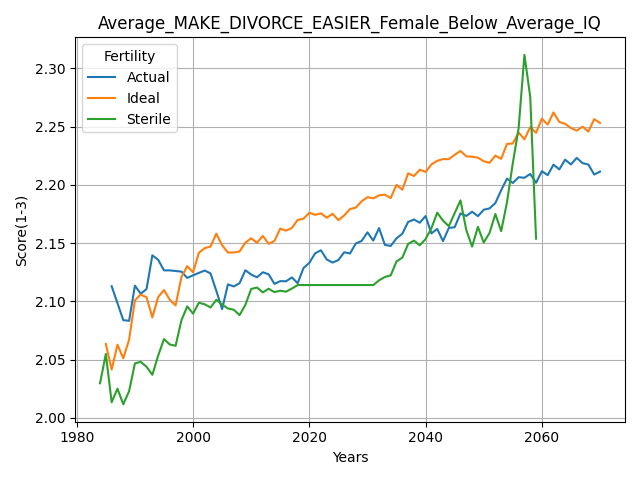 Average_MAKE_DIVORCE_EASIER_Female_Below_Average_IQ
Fertility
Actual
Ideal
Sterile
Score(1-3)
2.30
2.25
2.20
2.15
2.10
2.05
2.00
1980 2000 2020 2040 2060
Years